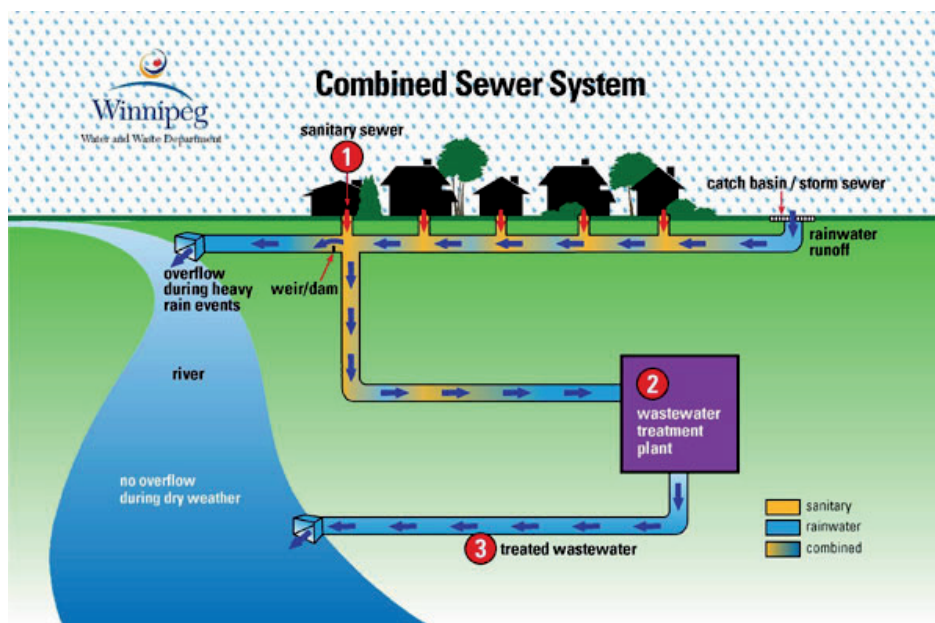 Combined Sewer System
Winnipeg
Water and Waste Department
sanitary sewer
1
catch basin / storm sewer
rainwater
runoff
overflow
during heavy
rain events
weir/dam
river
2
wastewater
treatment
plant
no overflow
during dry weather
sanitary
rainwater
combined
3 treated wastewater